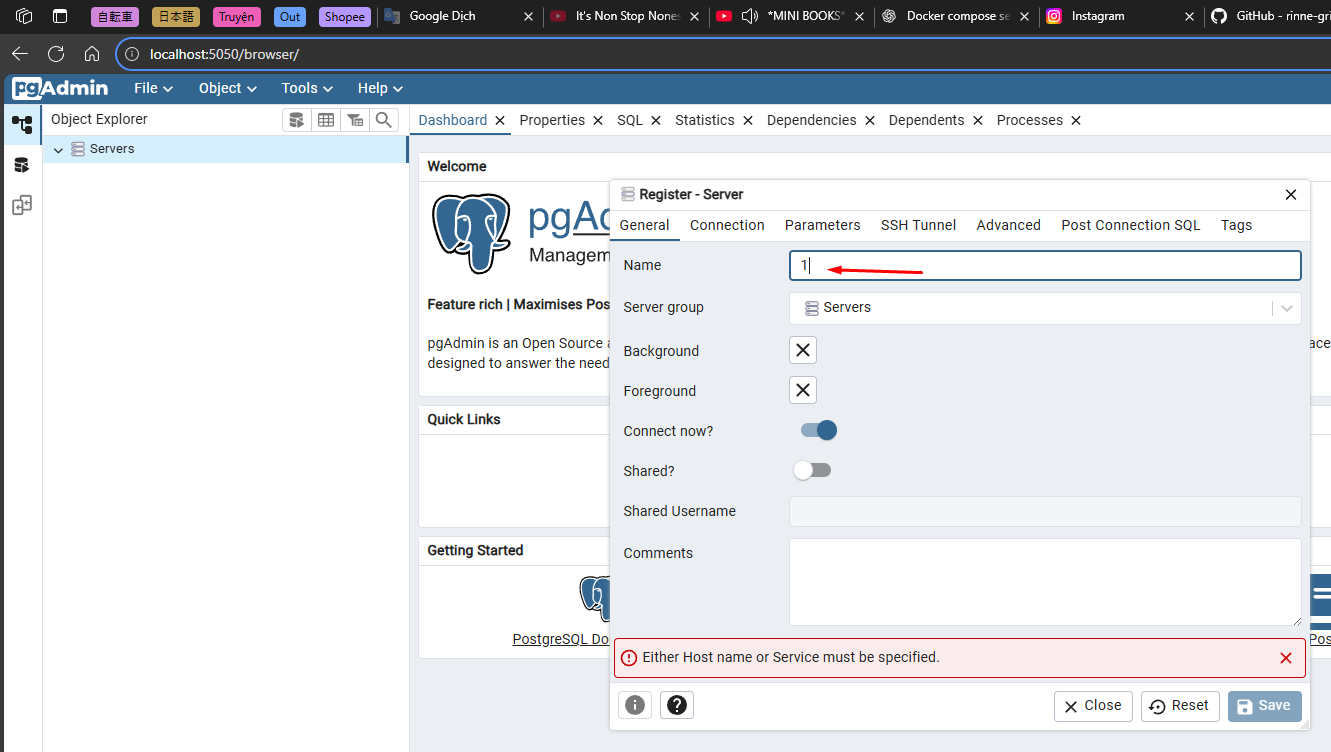 自転車 日本語 Truyện Out Shopee Google Dịch It's Non Stop Nones *MINI BOOKS* Docker compose se Instagram GitHub - rinne-gri
localhost:5050/browser/
pgAdmin File Object Tools Help
Object Explorer Dashboard Properties SQL Statistics Dependencies Dependents Processes
Servers
Welcome
Register - Server
General Connection Parameters SSH Tunnel Advanced Post Connection SQL Tags
pgAd
Managem
Name 1
Feature rich | Maximises Pos
Server group Servers
pgAdmin is an Open Source a
designed to answer the need
Background
Foreground
Quick Links
Connect now?
Shared?
Shared Username
Getting Started
Comments
PostgreSQL Do
Pos
Either Host name or Service must be specified.
Close Reset Save